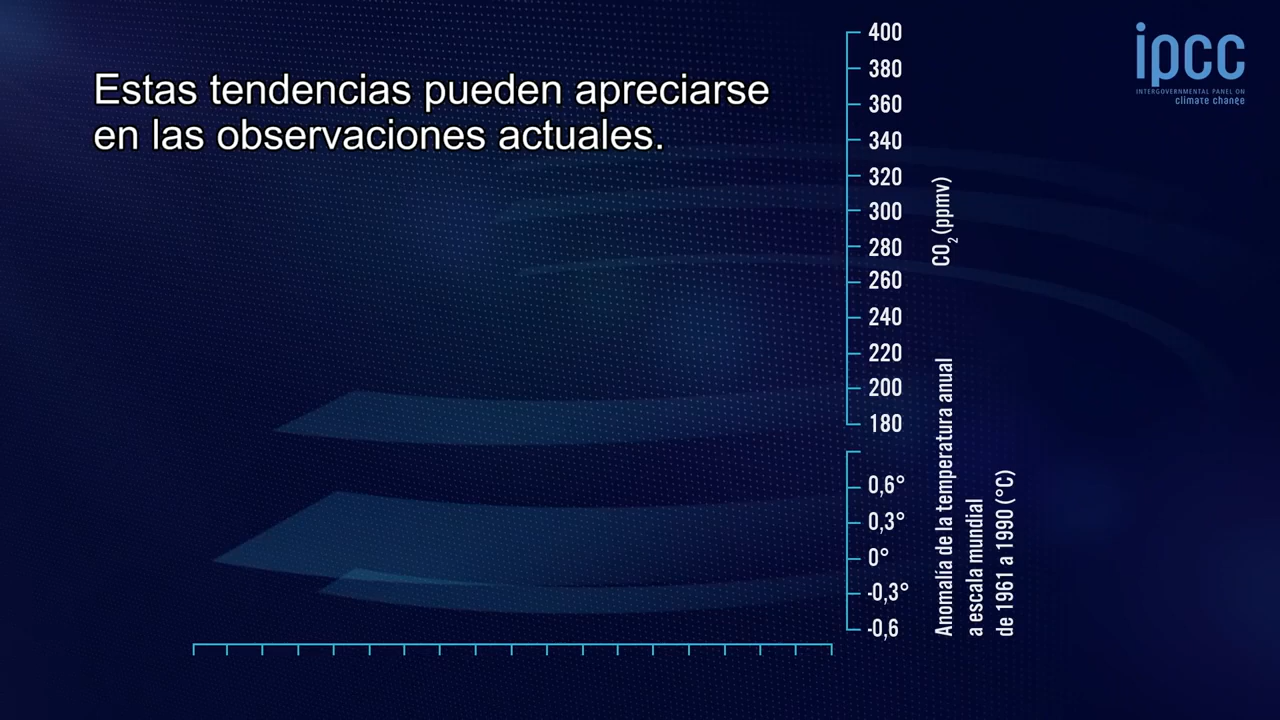 Estas tendencias pueden apreciarse
en las observaciones actuales.
ipcc
INTERGOVERNMENTAL PANEL ON
climate change
400
380
360
340
320
300
280
260
240
220
200
180
CO₂ (ppmv)
0,6°
0,3°
0°
-0,3°
-0,6
Anomalía de la temperatura anual
a escala mundial
de 1961 a 1990 (°C)